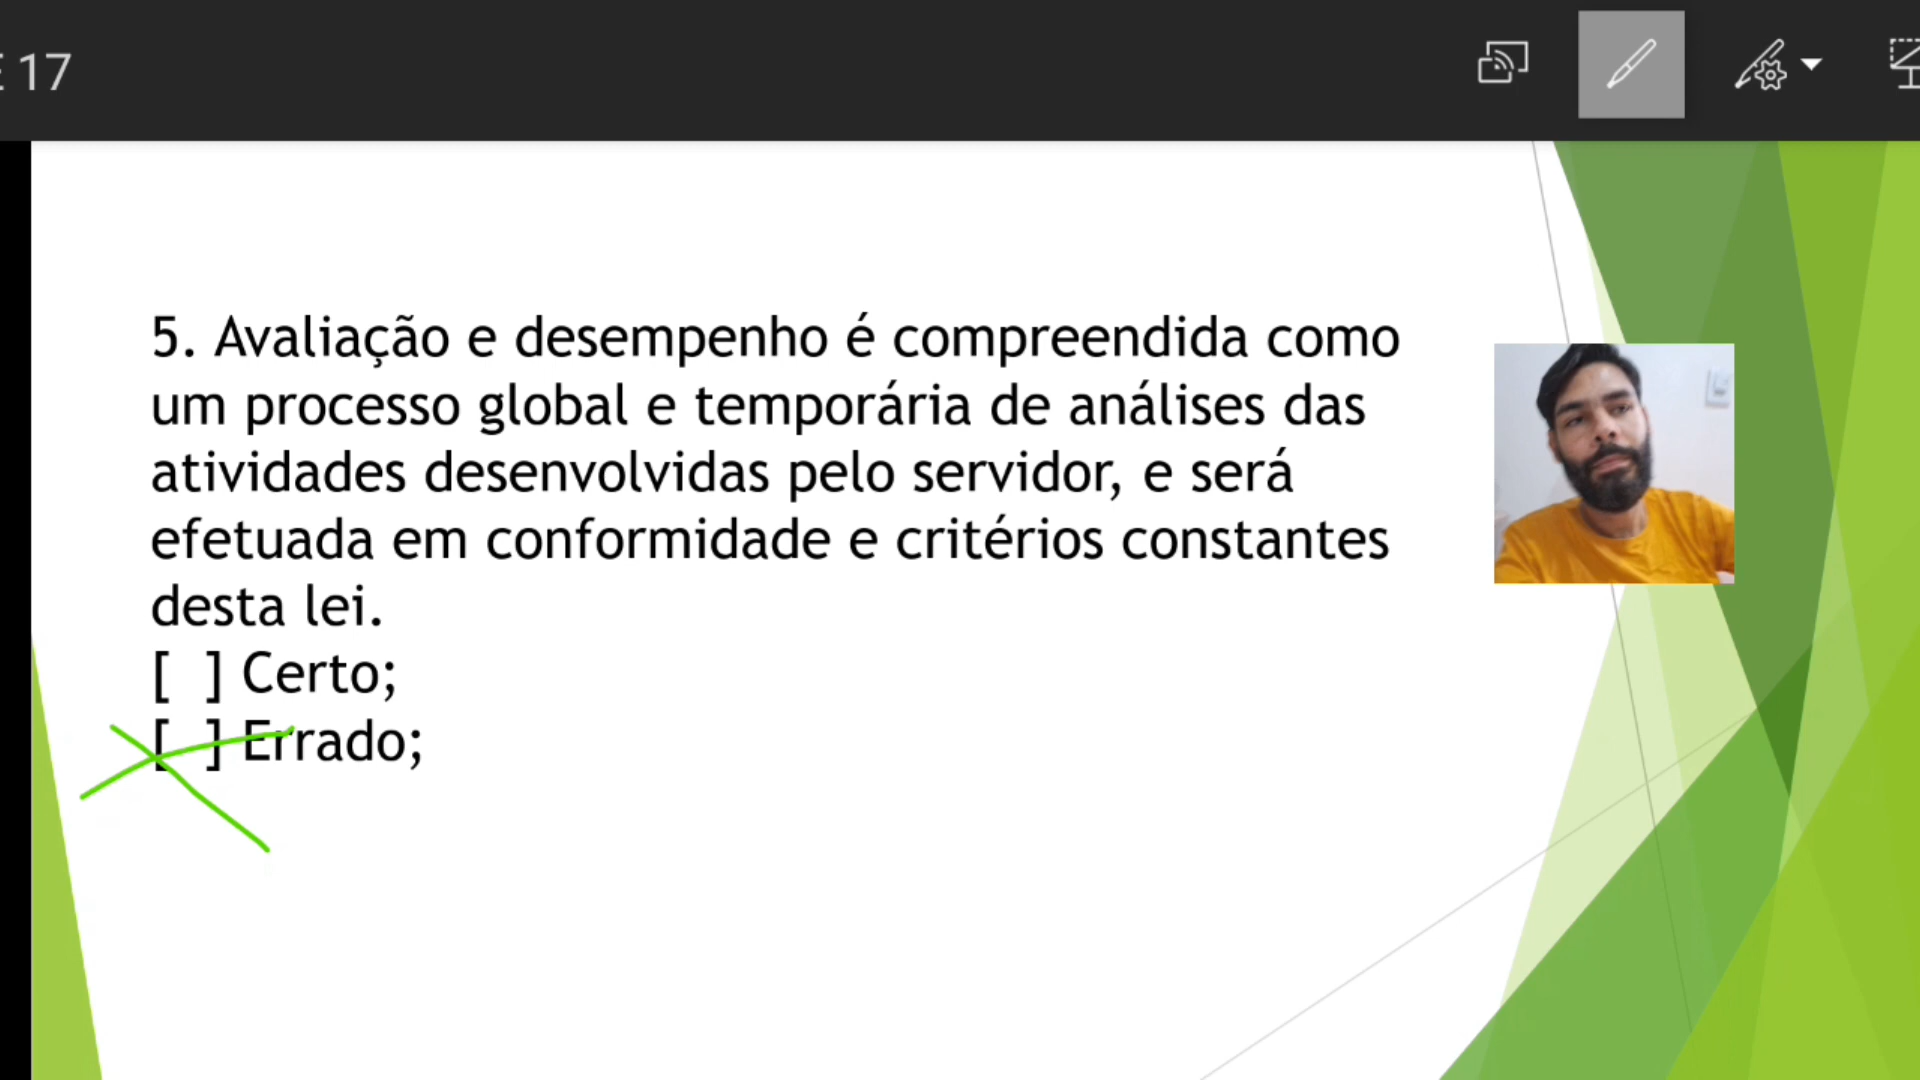 17
5. Avaliação e desempenho é compreendida como
um processo global e temporária de análises das
atividades desenvolvidas pelo servidor, e será
efetuada em conformidade e critérios constantes
desta lei.
[ ] Certo;
[ ] Errado;